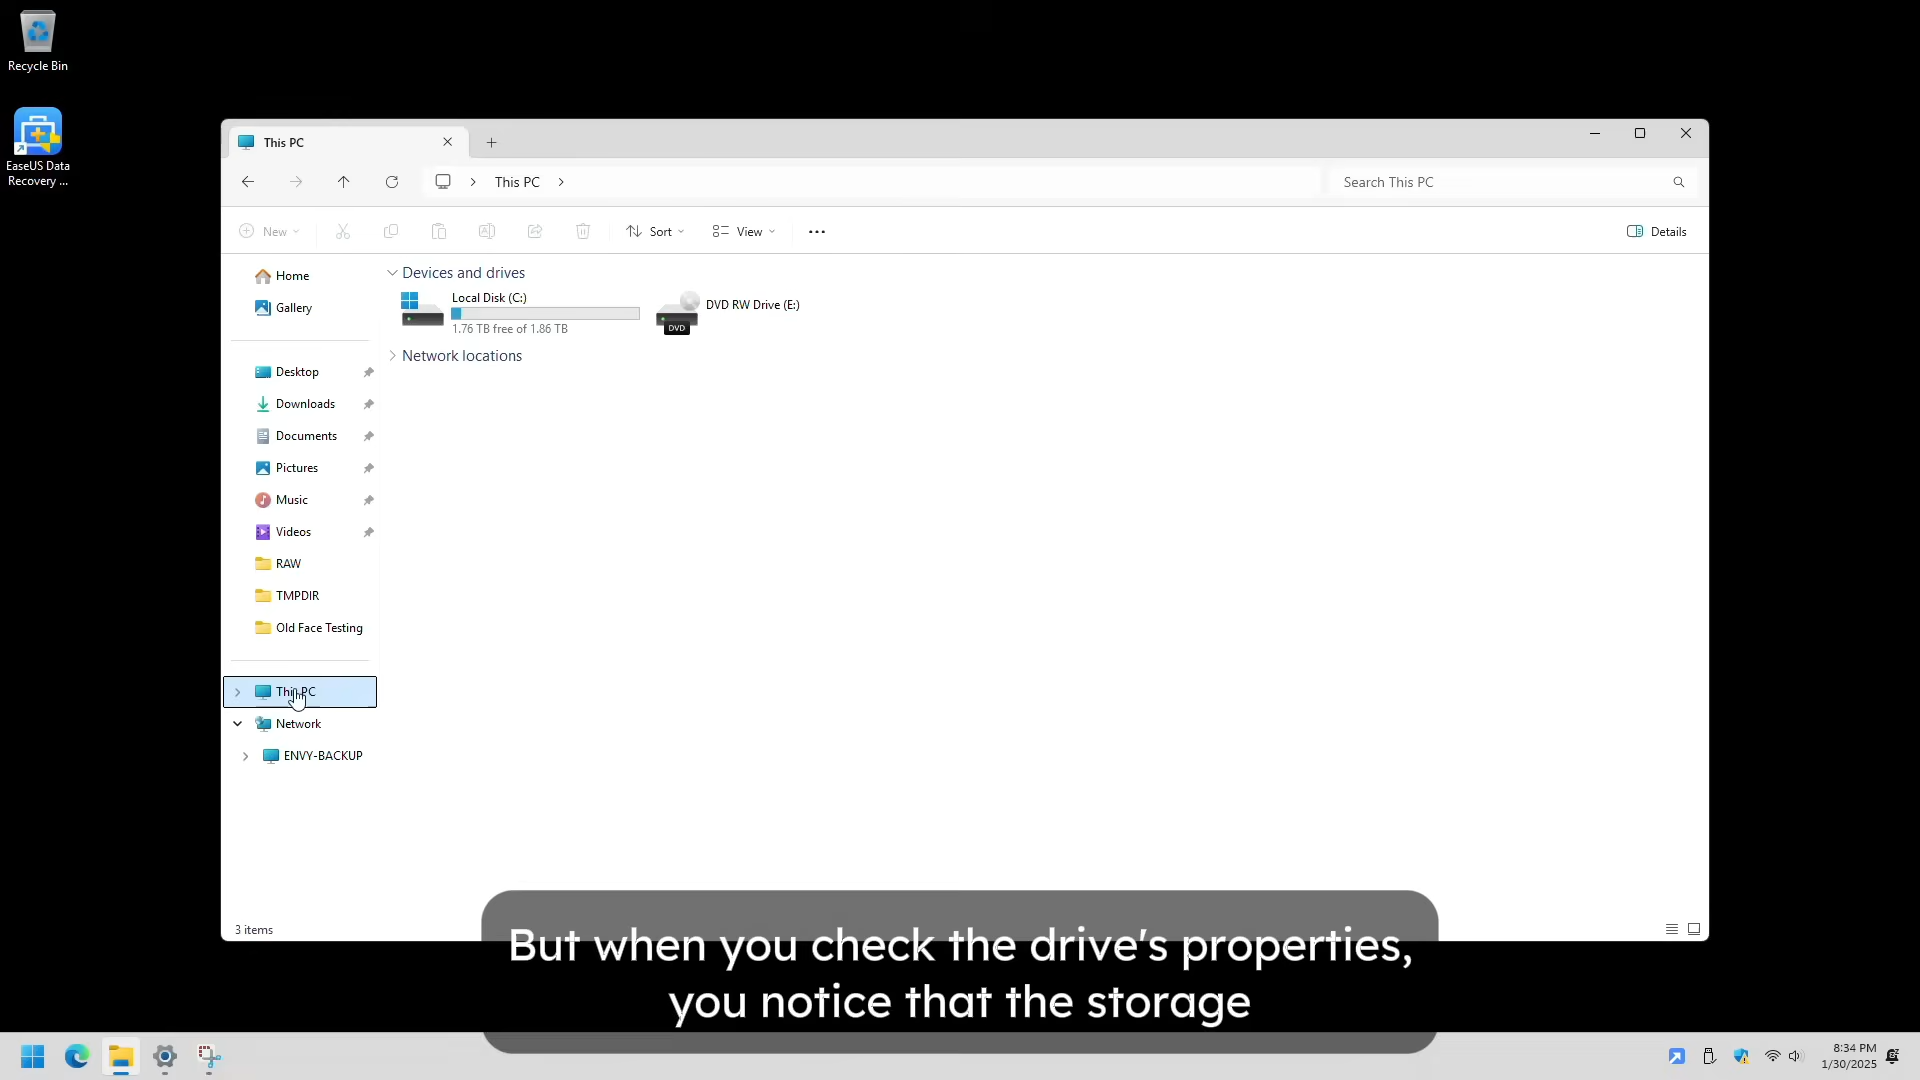 Recycle Bin
EaseUS Data
Recovery ...
This PC
This PC
Search This PC
New
Sort
View
Details
Home
Gallery
Desktop
Downloads
Documents
Pictures
Music
Videos
RAW
TMPDIR
Old Face Testing
This PC
Network
ENVY-BACKUP
Devices and drives
Local Disk (C:)
1.76 TB free of 1.86 TB
DVD
DVD RW Drive (E:)
Network locations
3 items
But when you check the drive's properties,
you notice that the storage
8:34 PM
1/30/2025